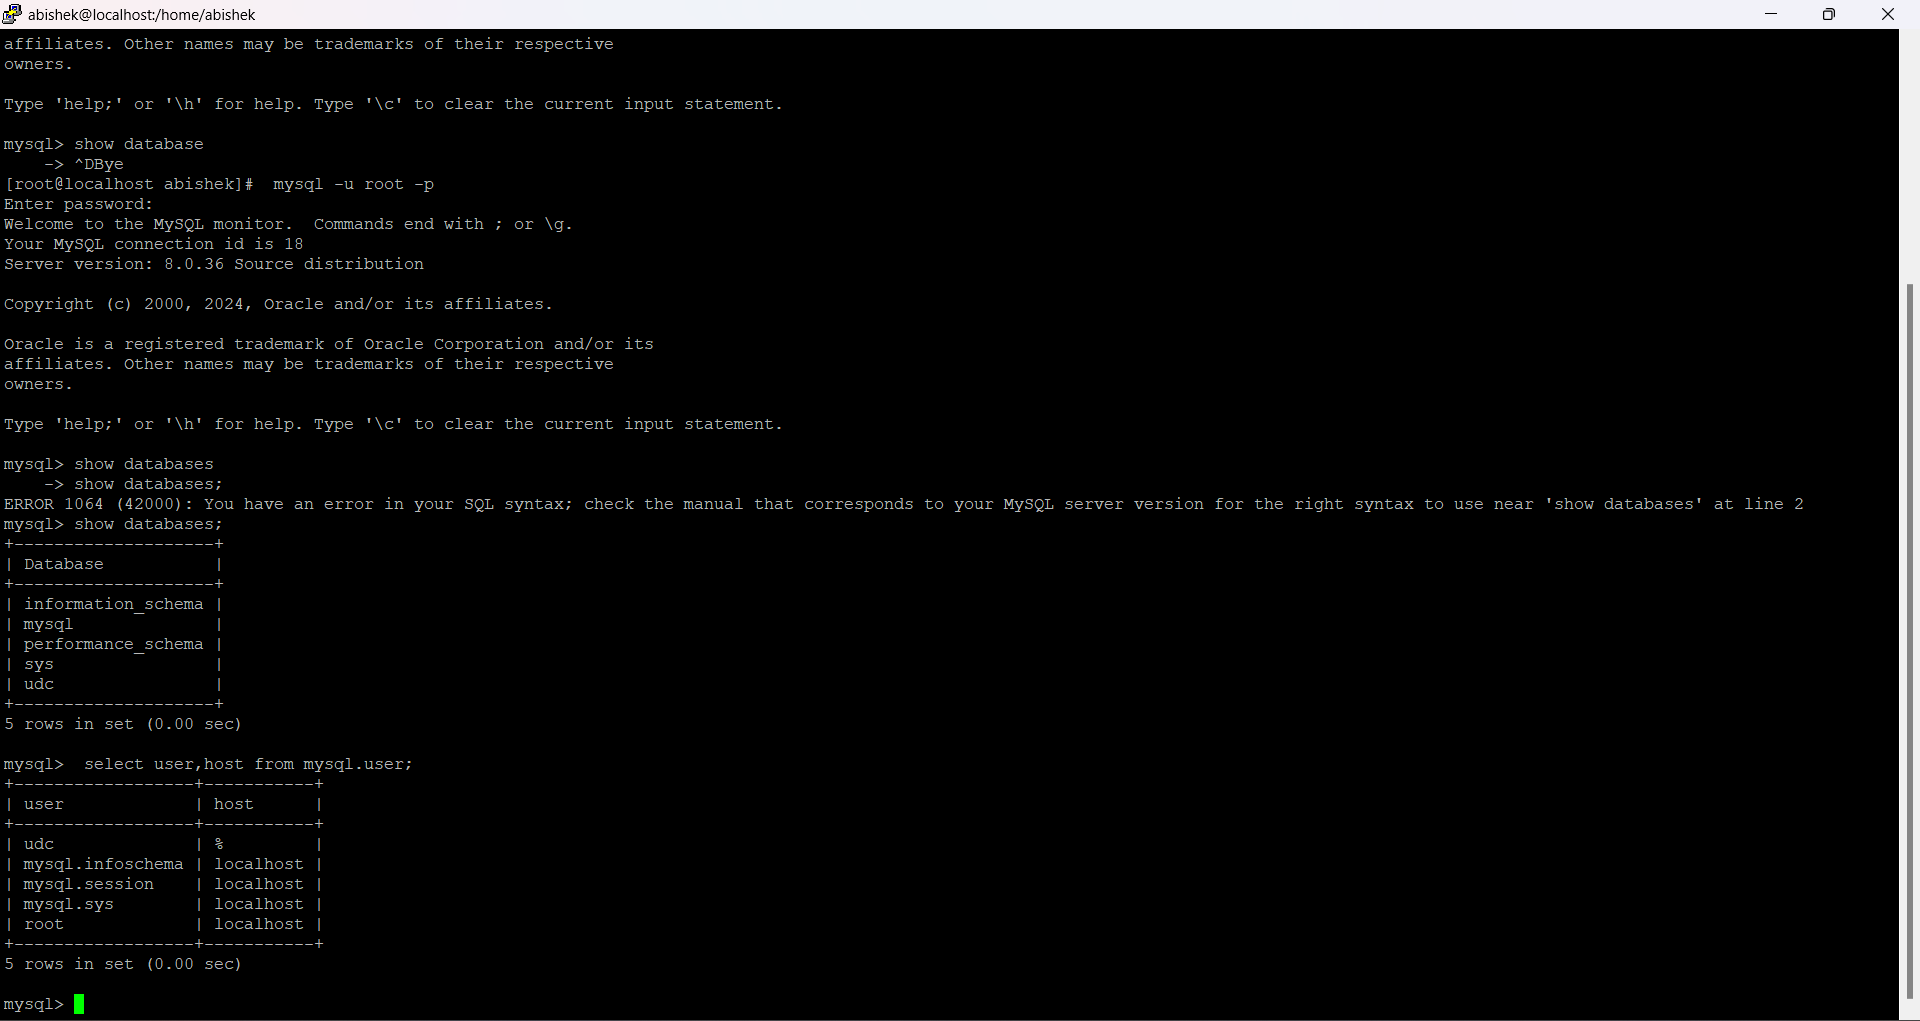 abishek@localhost:/home/abishek
affiliates. Other names may be trademarks of their respective
owners.
Type 'help;' or '\h' for help. Type '\c' to clear the current input statement.
mysql> show database
    -> ^DBye
[root@localhost abishek]#  mysql -u root -p
Enter password:
Welcome to the MySQL monitor.  Commands end with ; or \g.
Your MySQL connection id is 18
Server version: 8.0.36 Source distribution
Copyright (c) 2000, 2024, Oracle and/or its affiliates.
Oracle is a registered trademark of Oracle Corporation and/or its
affiliates. Other names may be trademarks of their respective
owners.
Type 'help;' or '\h' for help. Type '\c' to clear the current input statement.
mysql> show databases
    -> show databases;
ERROR 1064 (42000): You have an error in your SQL syntax; check the manual that corresponds to your MySQL server version for the right syntax to use near 'show databases' at line 2
mysql> show databases;
+--------------------+
| Database           |
+--------------------+
| information_schema |
| mysql              |
| performance_schema |
| sys                |
| udc                |
+--------------------+
5 rows in set (0.00 sec)
mysql>  select user,host from mysql.user;
+------------------+-----------+
| user             | host      |
+------------------+-----------+
| udc              | %         |
| mysql.infoschema | localhost |
| mysql.session    | localhost |
| mysql.sys        | localhost |
| root             | localhost |
+------------------+-----------+
5 rows in set (0.00 sec)
mysql>